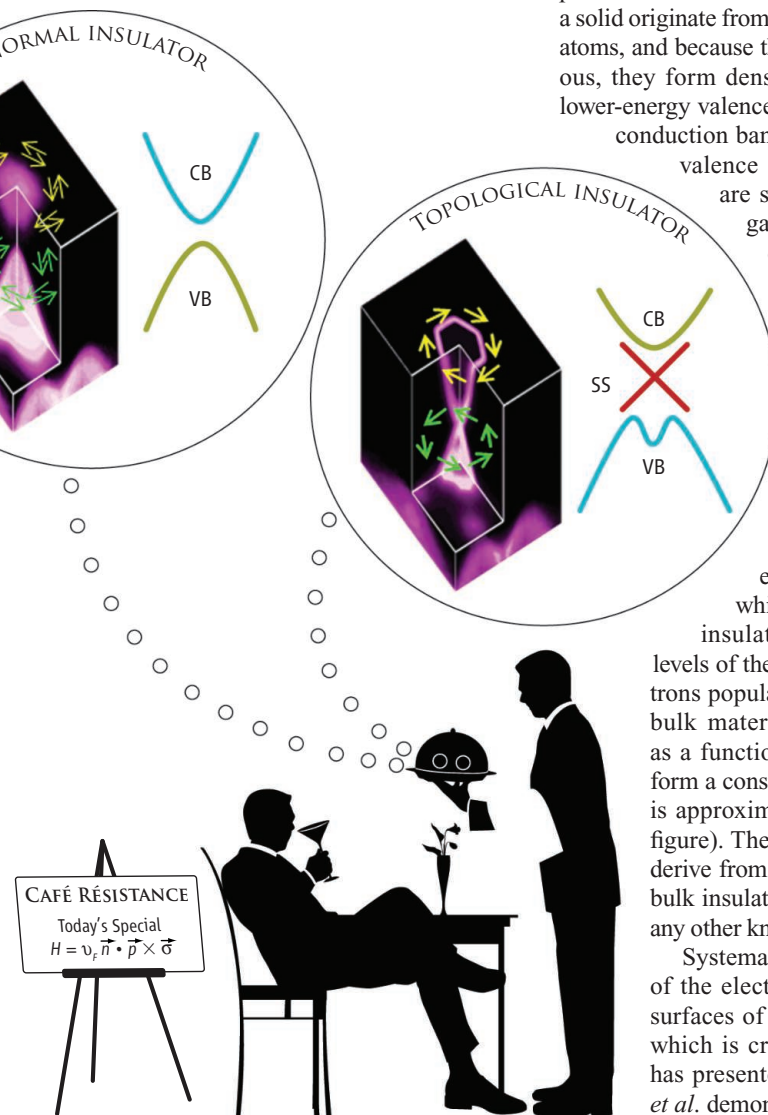 NORMAL INSULATOR
CB
VB
TOPOLOGICAL INSULATOR
CB
SS
VB
CAFÉ RÉSISTANCE
Today's Special
H = υF n⃗ • p⃗ × σ⃗
a solid originate from
atoms, and because th
ous, they form dens
lower-energy valence
conduction ban
valence
are s
ga
e
whi
insulat
levels of the
trons popula
bulk mater
as a functio
form a cons
is approxim
figure). The
derive from
bulk insulat
any other kn
Systema
of the elect
surfaces of
which is cr
has present
et al. demon